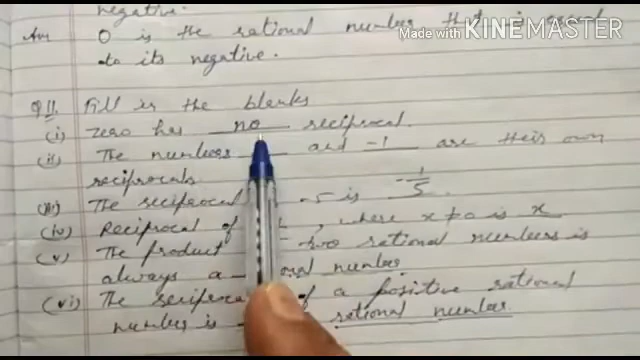 negative.
Made with KINEMASTER
Ans 0 is the rational number that is equal
to its negative.
Q11. Fill in the blanks
(i) Zero has no reciprocal.
(ii) The numbers and -1 are their own
reciprocals
(iii) The reciprocal -5 is -1/5.
(iv) Reciprocal of , where x ≠ 0 is x
(v) The product two rational numbers is
always a number
(vi) The reciprocal of a positive rational
number is rational number.